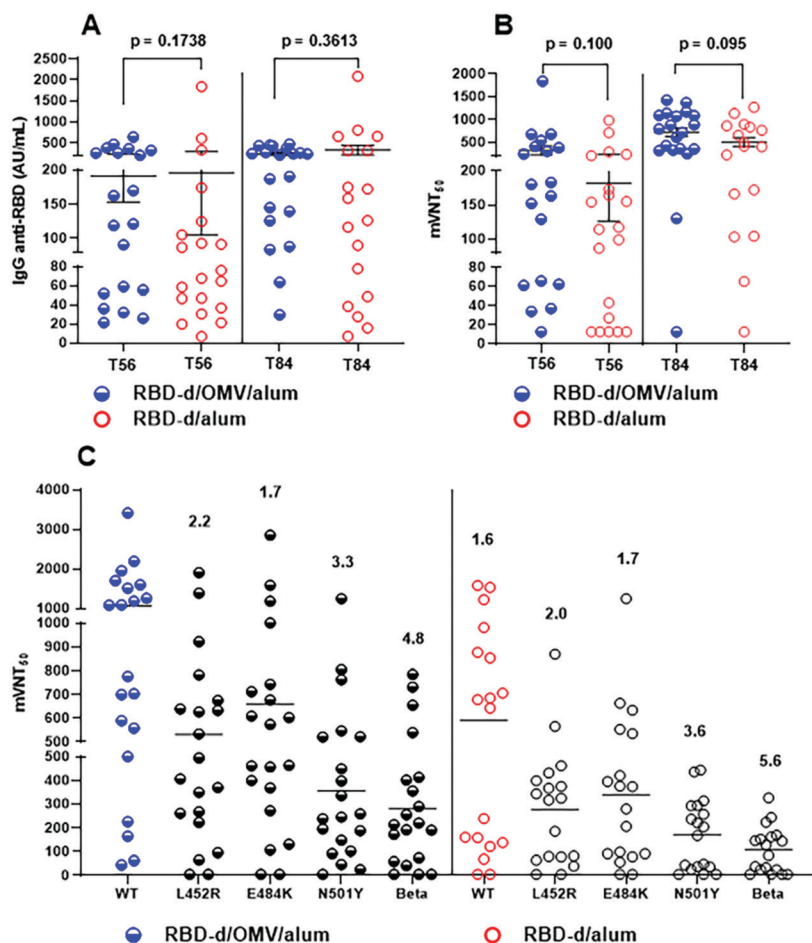 A
p = 0.1738
p = 0.3613
IgG anti-RBD (AU/mL)
2500
2000
1500
1000
500
200
150
100
80
60
40
20
0
T56
T56
T84
T84
RBD-d/OMV/alum
RBD-d/alum
B
p = 0.100
p = 0.095
mVNT50
2000
1500
1000
500
200
150
100
80
60
40
20
0
T56
T56
T84
T84
RBD-d/OMV/alum
RBD-d/alum
C
mVNT50
4000
3000
2000
1000
900
800
700
600
500
500
400
300
200
100
0
2.2
1.7
3.3
4.8
1.6
2.0
1.7
3.6
5.6
WT
L452R
E484K
N501Y
Beta
WT
L452R
E484K
N501Y
Beta
RBD-d/OMV/alum
RBD-d/alum